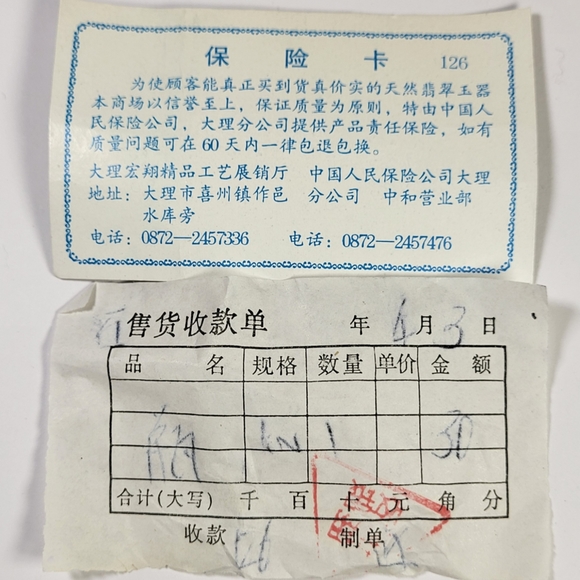 保险卡 126
为使顾客能真正买到货真价实的天然翡翠玉器
本商场以信誉至上，保证质量为原则，特由中国人
民保险公司，大理分公司提供产品责任保险，如有
质量问题可在60天内一律包退包换。
大理宏翔精品工艺展销厅 中国人民保险公司大理
地址：大理市喜州镇作邑 分公司 中和营业部
水库旁
电话：0872—2457336 电话：0872—2457476
售货收款单 年 4 月 3 日
品名 规格 数量 单价 金额
1 30
合计(大写) 千 百 十 元 角 分
收款 制单